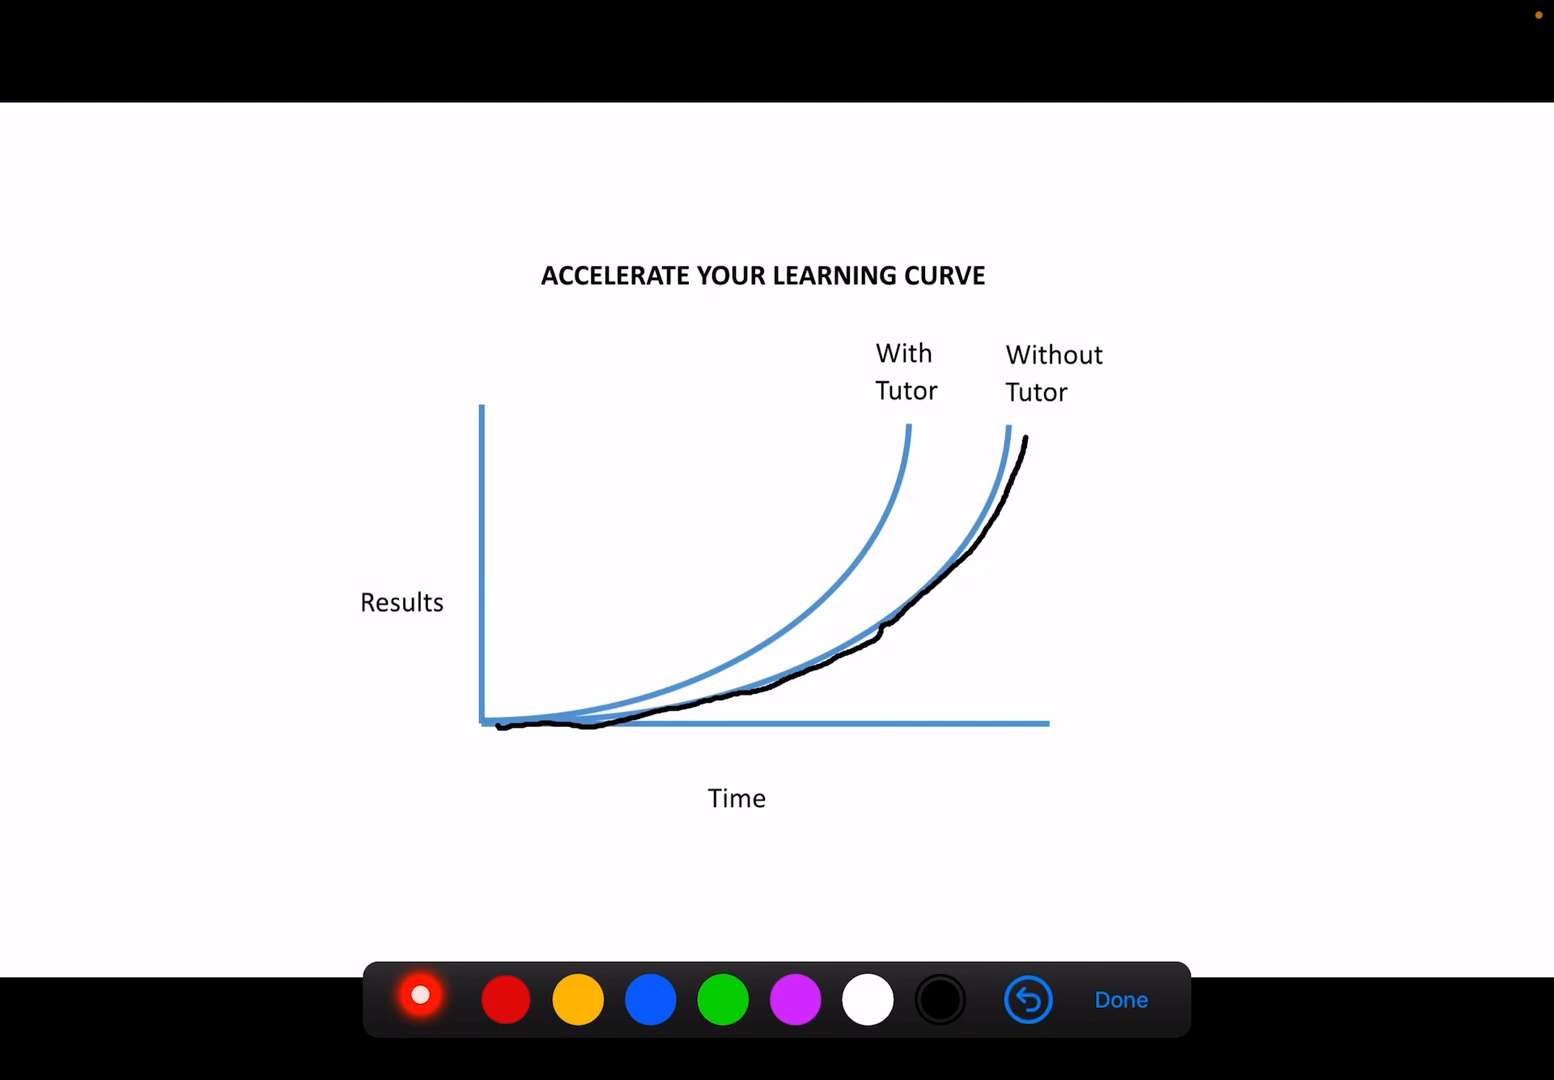 ACCELERATE YOUR LEARNING CURVE
With
Tutor
Without
Tutor
Results
Time
Done